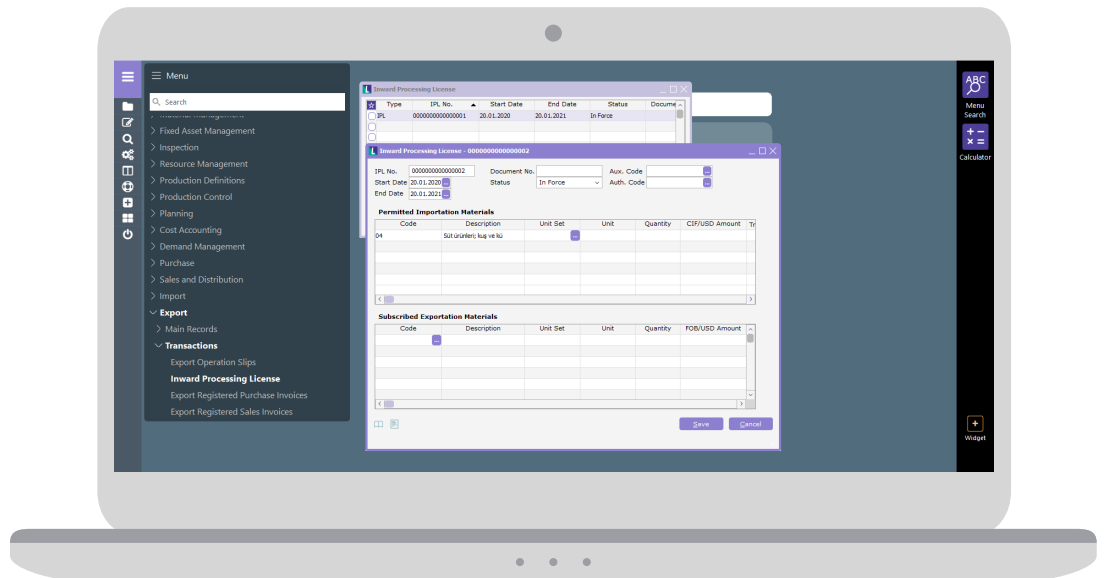 Menu
Search
Fixed Asset Management
Inspection
Resource Management
Production Definitions
Production Control
Planning
Cost Accounting
Demand Management
Purchase
Sales and Distribution
Import
Export
Main Records
Transactions
Export Operation Slips
Inward Processing License
Export Registered Purchase Invoices
Export Registered Sales Invoices
Inward Processing License
Type IPL No. Start Date End Date Status Docume
IPL 0000000000000001 20.01.2020 20.01.2021 In Force
Inward Processing License - 0000000000000002
IPL No. 0000000000000002 Document No. Aux. Code
Start Date 20.01.2020 Status In Force Auth. Code
End Date 20.01.2021
Permitted Importation Materials
Code Description Unit Set Unit Quantity CIF/USD Amount Tr
04 Süt ürünleri; kuş ve kü
Subscribed Exportation Materials
Code Description Unit Set Unit Quantity FOB/USD Amount
Save Cancel
ABC
Menu
Search
Calculator
Widget